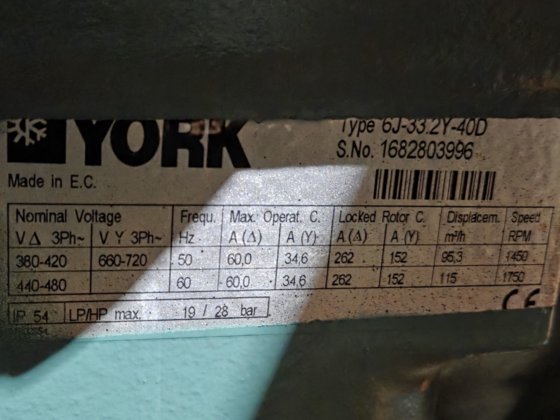 YORK
Type 6J-33.2Y-40D
S.No. 1682803996
Made in E.C.
Nominal Voltage Frequ. Max. Operat. C. Locked Rotor C. Displacem. Speed
V Δ 3Ph~ V Y 3Ph~ Hz A (Δ) A (Y) A (Δ) A (Y) m³/h RPM
380-420 660-720 50 60,0 34,6 262 152 95,3 1450
440-480 60 60,0 34,6 262 152 115 1750
IP 54 LP/HP max. 19 / 28 bar
CE